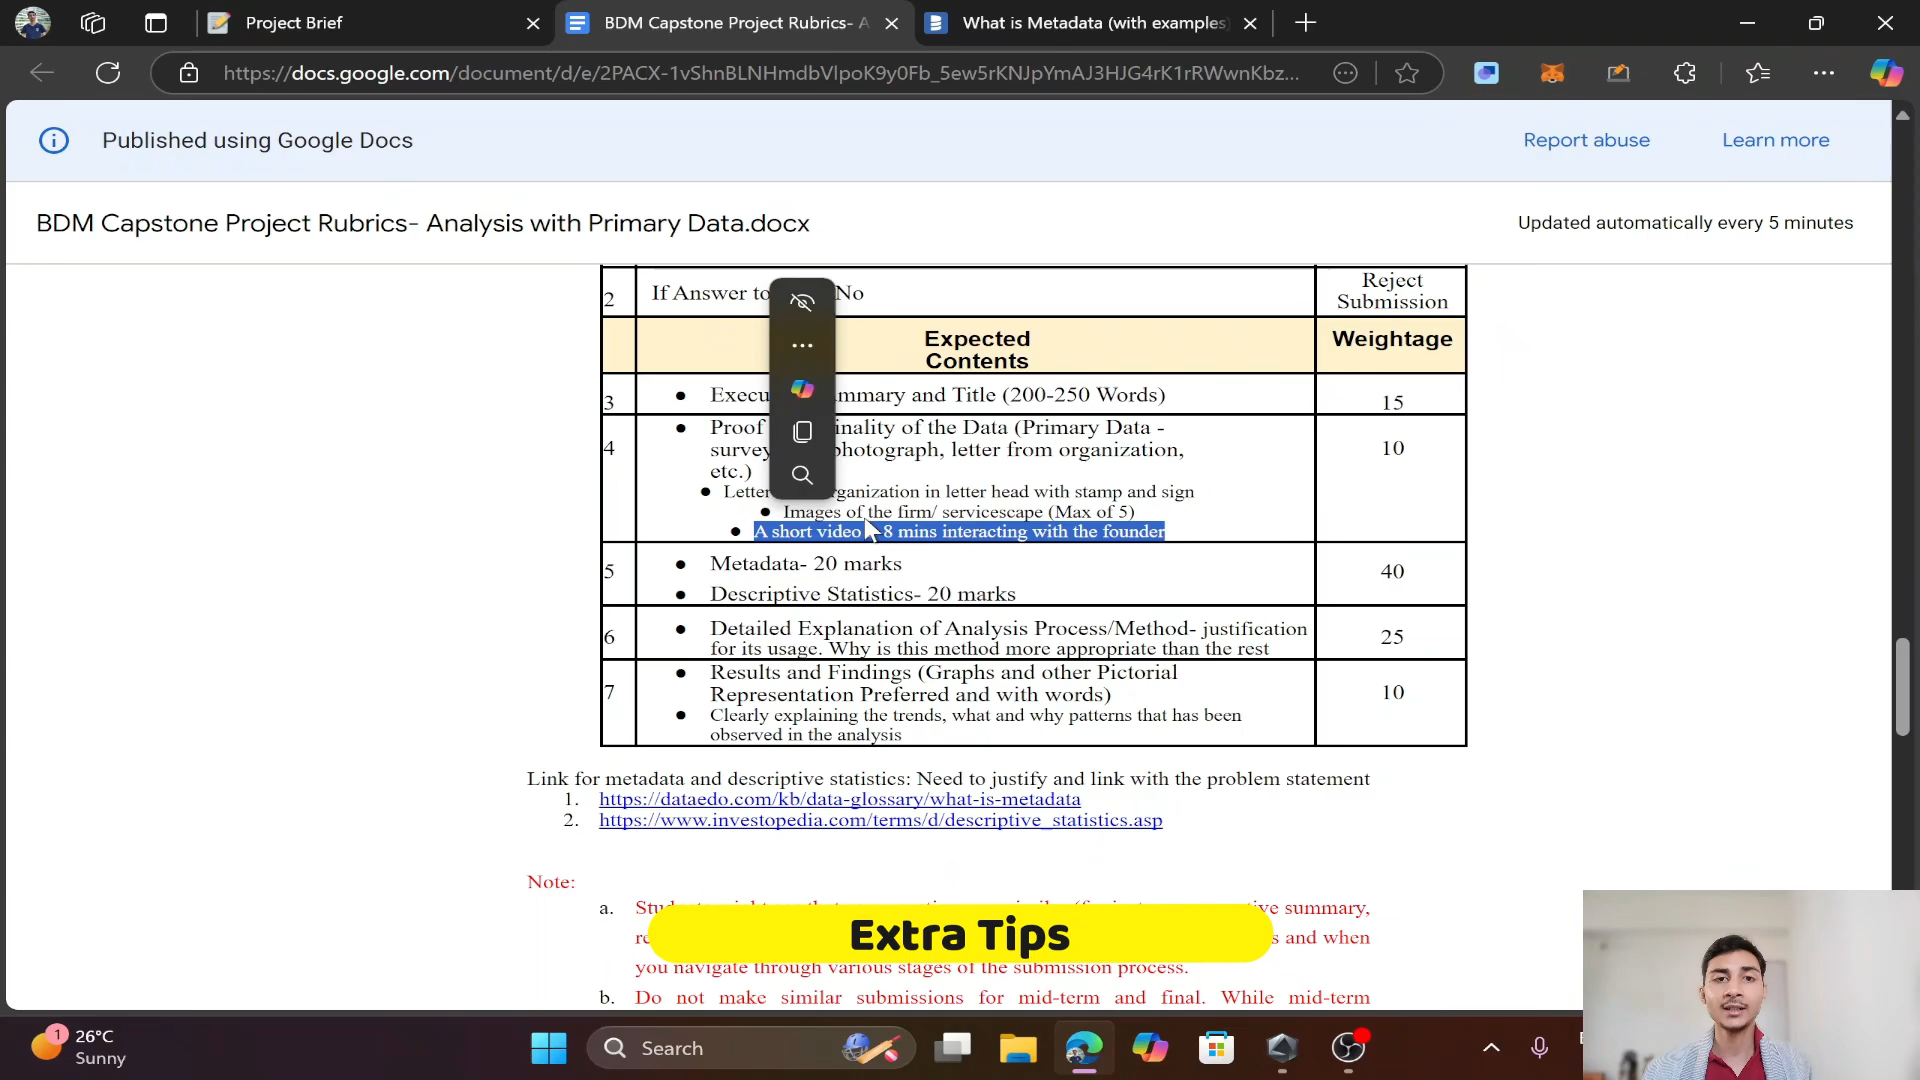 Project Brief
BDM Capstone Project Rubrics- A
What is Metadata (with examples)
https://docs.google.com/document/d/e/2PACX-1vShnBLNHmdbVlpoK9y0Fb_5ew5rKNJpYmAJ3HJG4rK1rRWwnKbz...
Published using Google Docs
Report abuse
Learn more
BDM Capstone Project Rubrics- Analysis with Primary Data.docx
Updated automatically every 5 minutes
2
If Answer to No
Reject
Submission
Expected
Contents
Weightage
3
Summary and Title (200-250 Words)
15
4
Proof of Originality of the Data (Primary Data -
photograph, letter from organization,
etc.)
10
Letter organization in letter head with stamp and sign
Images of the firm/ servicescape (Max of 5)
A short video 8 mins interacting with the founder
5
Metadata- 20 marks
Descriptive Statistics- 20 marks
40
6
Detailed Explanation of Analysis Process/Method- justification
for its usage. Why is this method more appropriate than the rest
25
7
Results and Findings (Graphs and other Pictorial
Representation Preferred and with words)
Clearly explaining the trends, what and why patterns that has been
observed in the analysis
10
Link for metadata and descriptive statistics: Need to justify and link with the problem statement
1. https://dataedo.com/kb/data-glossary/what-is-metadata
2. https://www.investopedia.com/terms/d/descriptive_statistics.asp
Note:
a. summary,
Extra Tips
and when
you navigate through various stages of the submission process.
b. Do not make similar submissions for mid-term and final. While mid-term
1
26°C
Sunny
Search